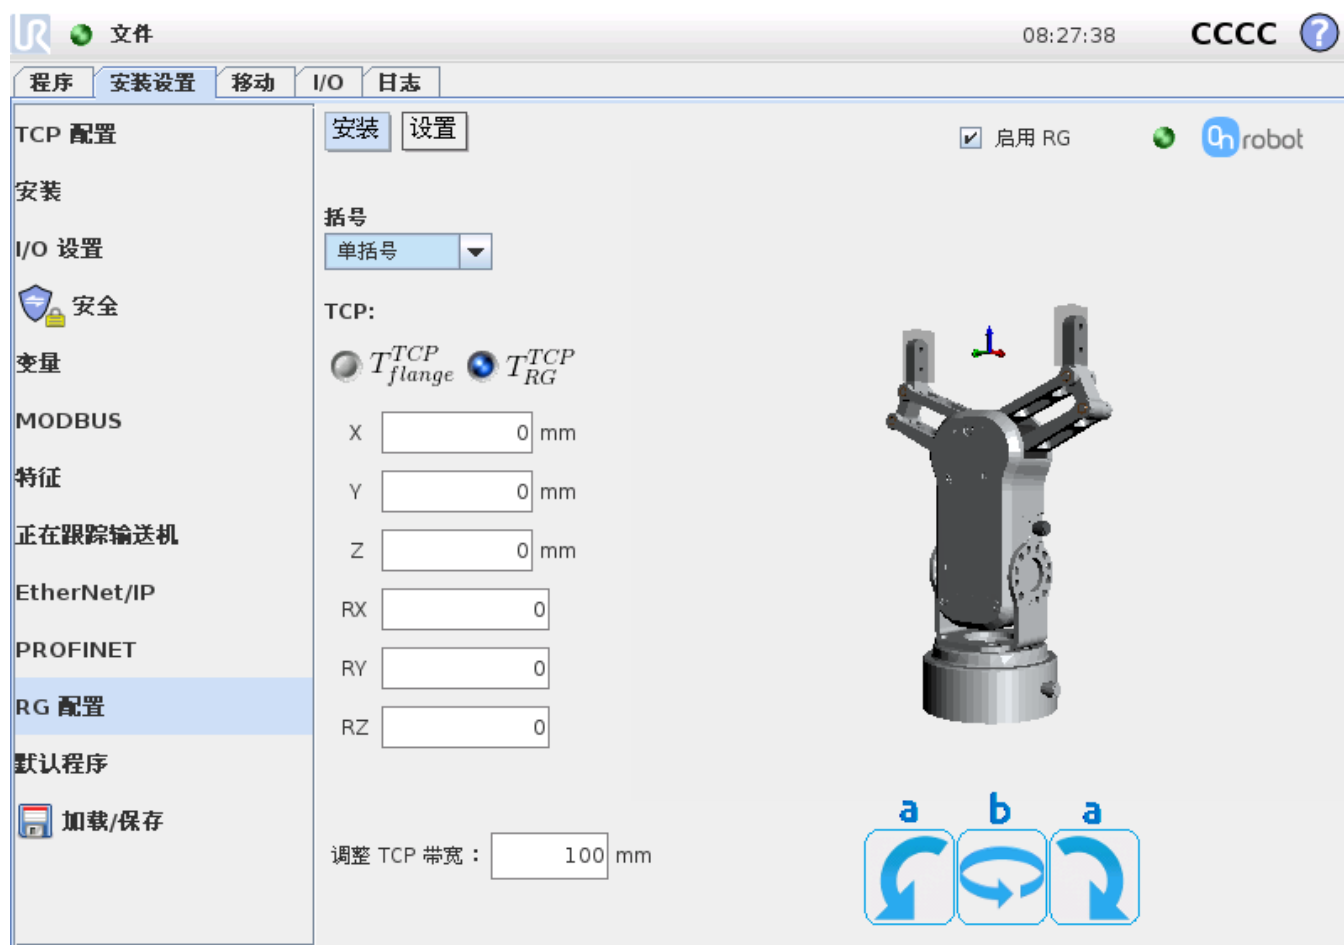 UR 文件 08:27:38 CCCC ?
程序 安装设置 移动 I/O 日志
TCP 配置
安装
I/O 设置
安全
变量
MODBUS
特征
正在跟踪输送机
EtherNet/IP
PROFINET
RG 配置
默认程序
加载/保存
安装 设置 启用 RG On robot
括号
单括号
TCP:
T TCP flange T TCP RG
X 0 mm
Y 0 mm
Z 0 mm
RX 0
RY 0
RZ 0
调整 TCP 带宽： 100 mm
a b a